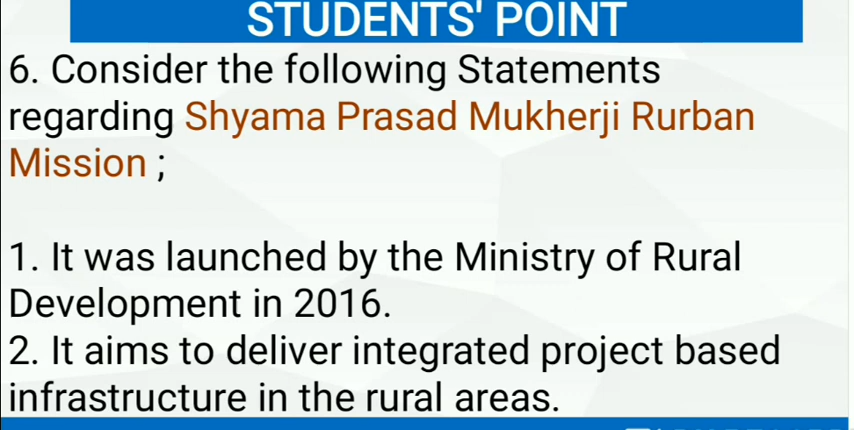 STUDENTS' POINT
6. Consider the following Statements
regarding Shyama Prasad Mukherji Rurban
Mission ;
1. It was launched by the Ministry of Rural
Development in 2016.
2. It aims to deliver integrated project based
infrastructure in the rural areas.